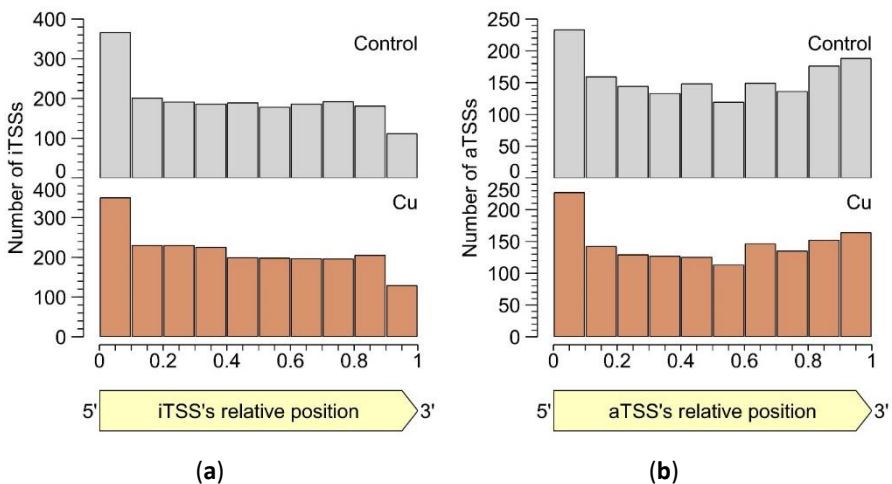 400
300
200
100
0
Control
Number of iTSSs
400
300
200
100
0
Cu
0 0.2 0.4 0.6 0.8 1
5' iTSS's relative position 3'
(a)
250
200
150
100
50
0
Control
Number of aTSSs
250
200
150
100
50
0
Cu
0 0.2 0.4 0.6 0.8 1
5' aTSS's relative position 3'
(b)